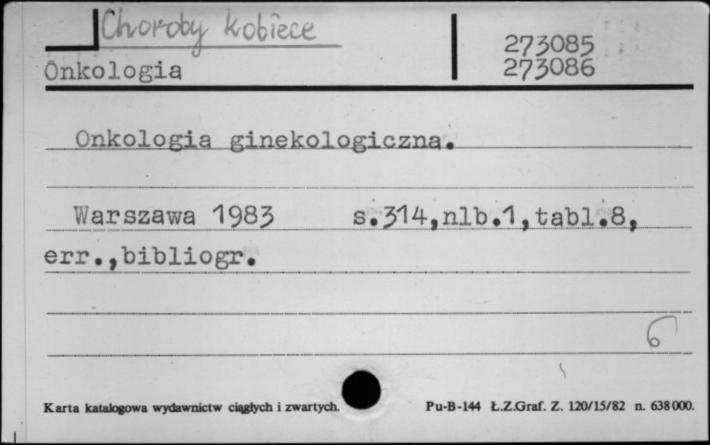 Choroby kobiece
273085
Onkologia 273086
Onkologia ginekologiczna.
Warszawa 1983 s.314,nlb.1,tabl.8,
err.,bibliogr.
6
Karta katalogowa wydawnictw ciągłych i zwartych. Pu-B-144 Ł.Z.Graf. Z. 120/15/82 n. 638000.